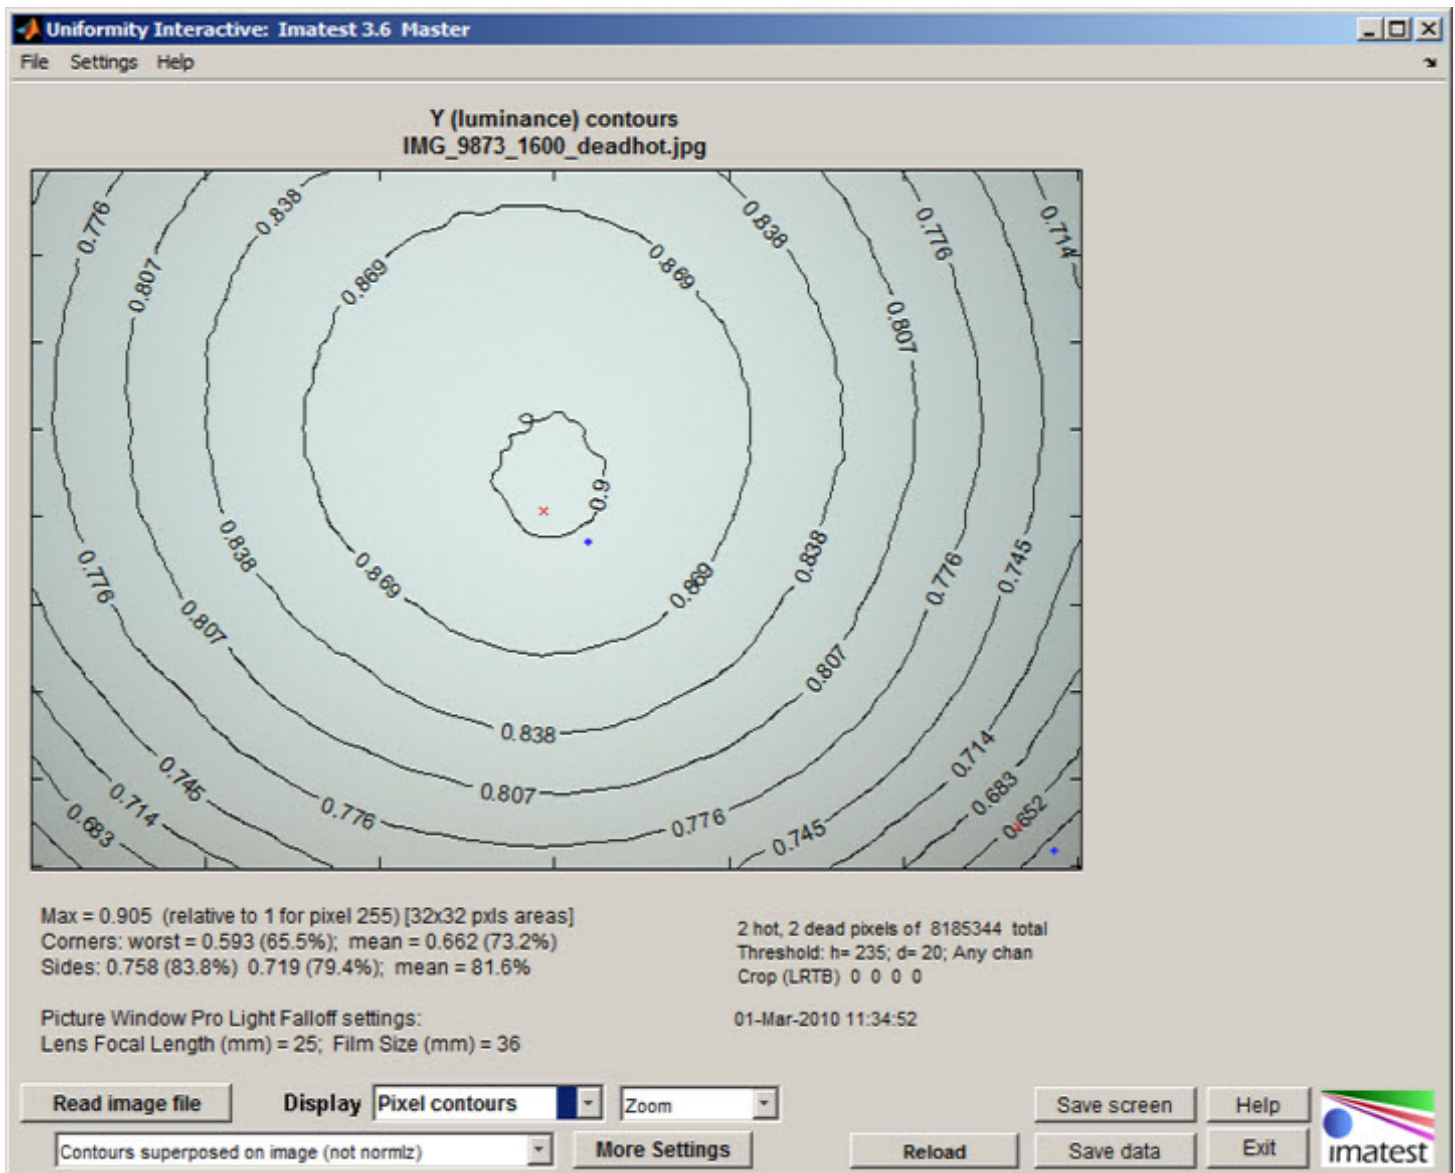 Uniformity Interactive: Imatest 3.6 Master
File Settings Help
Y (luminance) contours
IMG_9873_1600_deadhot.jpg
0.776
0.838
0.838
0.776
0.714
0.807
0.869
0.869
0.807
0.9
0.838
0.869
0.869
0.838
0.776
0.745
0.776
0.807
0.807
0.838
0.714
0.745
0.807
0.683
0.714
0.776
0.776
0.745
0.652
0.683
Max = 0.905 (relative to 1 for pixel 255) [32x32 pxls areas]
Corners: worst = 0.593 (65.5%); mean = 0.662 (73.2%)
Sides: 0.758 (83.8%) 0.719 (79.4%); mean = 81.6%
2 hot, 2 dead pixels of 8185344 total
Threshold: h= 235; d= 20; Any chan
Crop (LRTB) 0 0 0 0
Picture Window Pro Light Falloff settings:
Lens Focal Length (mm) = 25; Film Size (mm) = 36
01-Mar-2010 11:34:52
Read image file
Display
Pixel contours
Zoom
Save screen
Help
Contours superposed on image (not normlz)
More Settings
Reload
Save data
Exit
imatest